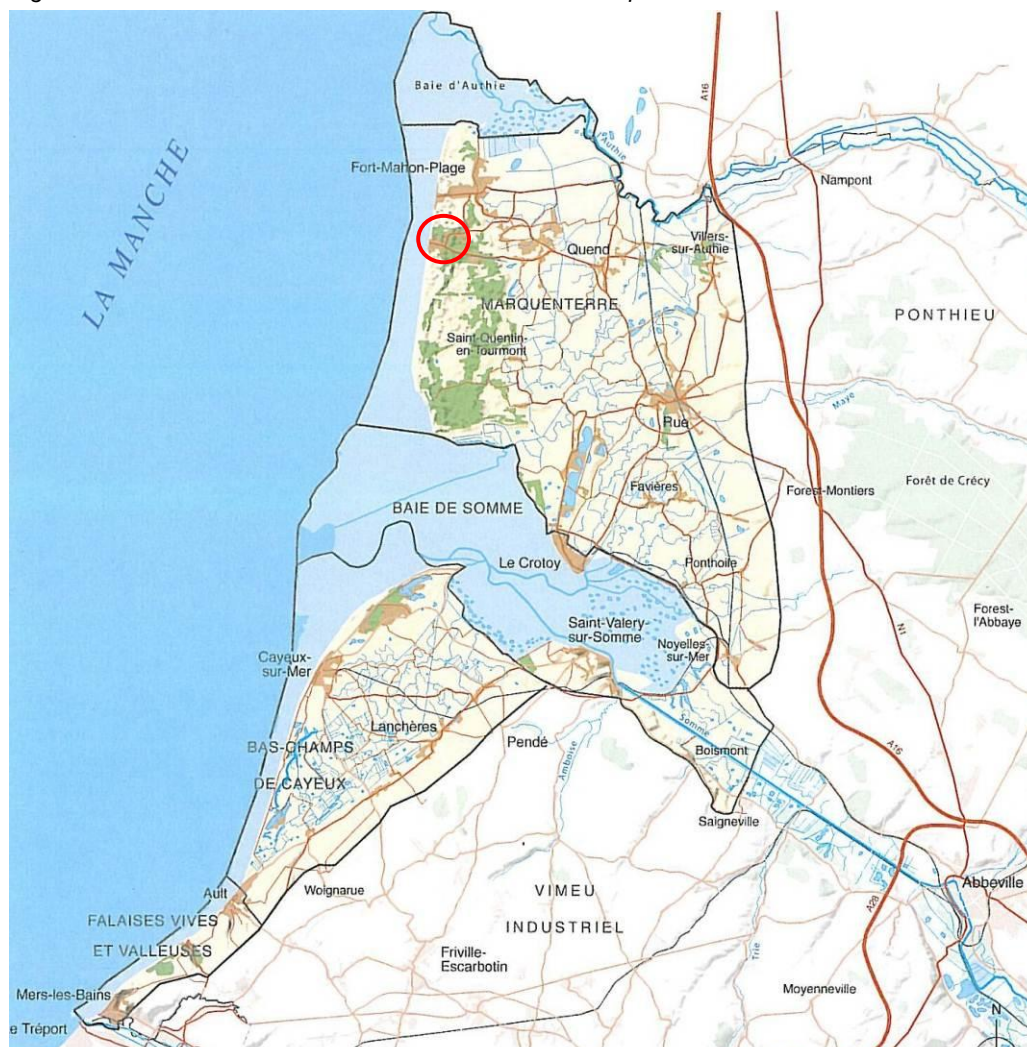 Baie d'Authie
A16
l'Authie
Fort-Mahon-Plage
Nampont
LA MANCHE
Quend
Villers-
sur-Authie
MARQUENTERRE
PONTHIEU
Saint-Quentin-
en-Tourmont
Maye
Rue
Forêt de Crécy
Favières
Forest-Montiers
BAIE DE SOMME
Le Crotoy
Ponthoile
Forest-
l'Abbaye
Saint-Valery-
sur-Somme
Noyelles-
sur-Mer
N1
Cayeux-
sur-Mer
Lanchères
Somme
BAS-CHAMPS
DE CAYEUX
Pendé
Amboise
Boismont
A16
Saigneville
Ault
Woignarue
VIMEU
INDUSTRIEL
Abbeville
A28
FALAISES VIVES
ET VALLEUSES
Friville-
Escarbotin
Trie
Mers-les-Bains
Moyenneville
N
e Tréport